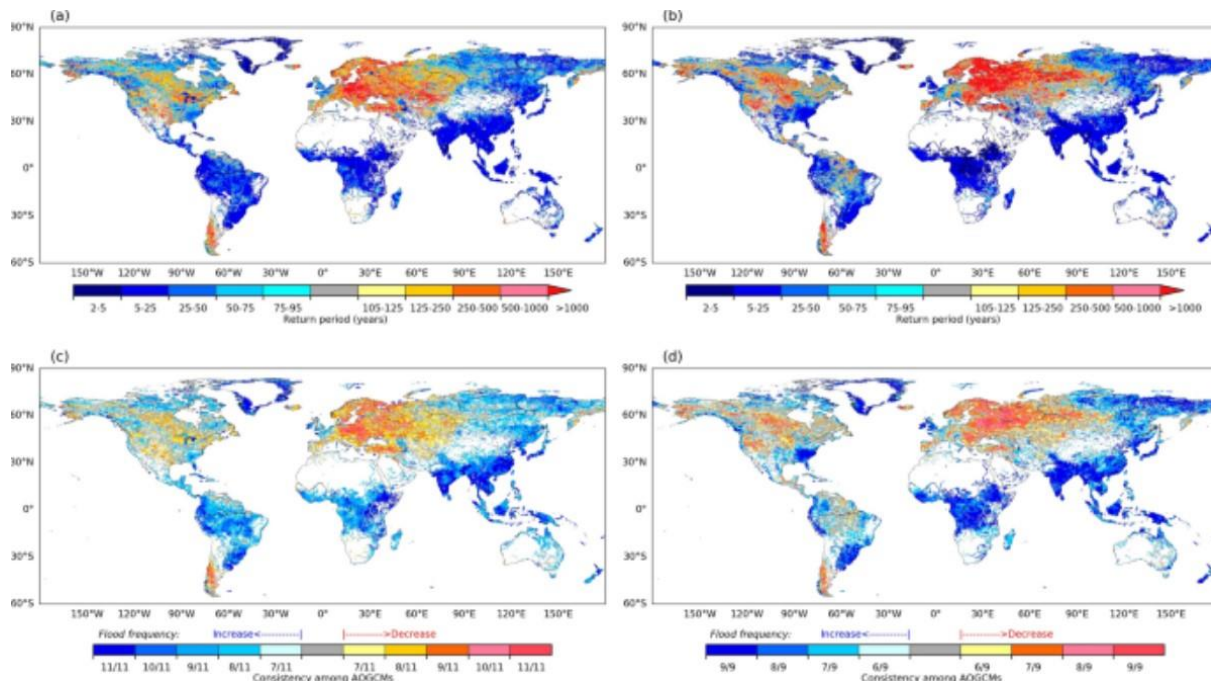 (a)
(b)
90°N
60°N
30°N
0°
30°S
60°S
150°W 120°W 90°W 60°W 30°W 0° 30°E 60°E 90°E 120°E 150°E
150°W 120°W 90°W 60°W 30°W 0° 30°E 60°E 90°E 120°E 150°E
2-5 5-25 25-50 50-75 75-95 105-125 125-250 250-500 500-1000 >1000
Return period (years)
2-5 5-25 25-50 50-75 75-95 105-125 125-250 250-500 500-1000 >1000
Return period (years)
(c)
(d)
90°N
60°N
30°N
0°
30°S
60°S
150°W 120°W 90°W 60°W 30°W 0° 30°E 60°E 90°E 120°E 150°E
150°W 120°W 90°W 60°W 30°W 0° 30°E 60°E 90°E 120°E 150°E
Flood frequency: Increase<----------| |---------->Decrease
11/11 10/11 9/11 8/11 7/11 7/11 8/11 9/11 10/11 11/11
Consistency among AOGCMs
Flood frequency: Increase<----------| |---------->Decrease
9/9 8/9 7/9 6/9 6/9 7/9 8/9 9/9
Consistency among AOGCMs